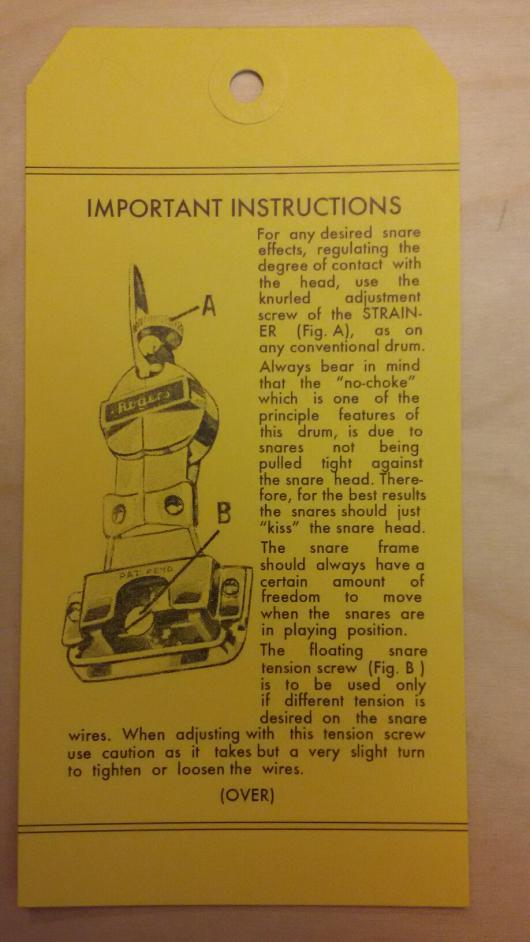 IMPORTANT INSTRUCTIONS
For any desired snare
effects, regulating the
degree of contact with
the head, use the
knurled adjustment
screw of the STRAIN-
ER (Fig. A), as on
any conventional drum.
Always bear in mind
that the “no-choke”
which is one of the
principle features of
this drum, is due to
snares not being
pulled tight against
the snare head. There-
fore, for the best results
the snares should just
“kiss” the snare head.
The snare frame
should always have a
certain amount of
freedom to move
when the snares are
in playing position.
The floating snare
tension screw (Fig. B )
is to be used only
if different tension is
desired on the snare
wires. When adjusting with this tension screw
use caution as it takes but a very slight turn
to tighten or loosen the wires.
(OVER)
A
Rogers
B
PAT. PEND.